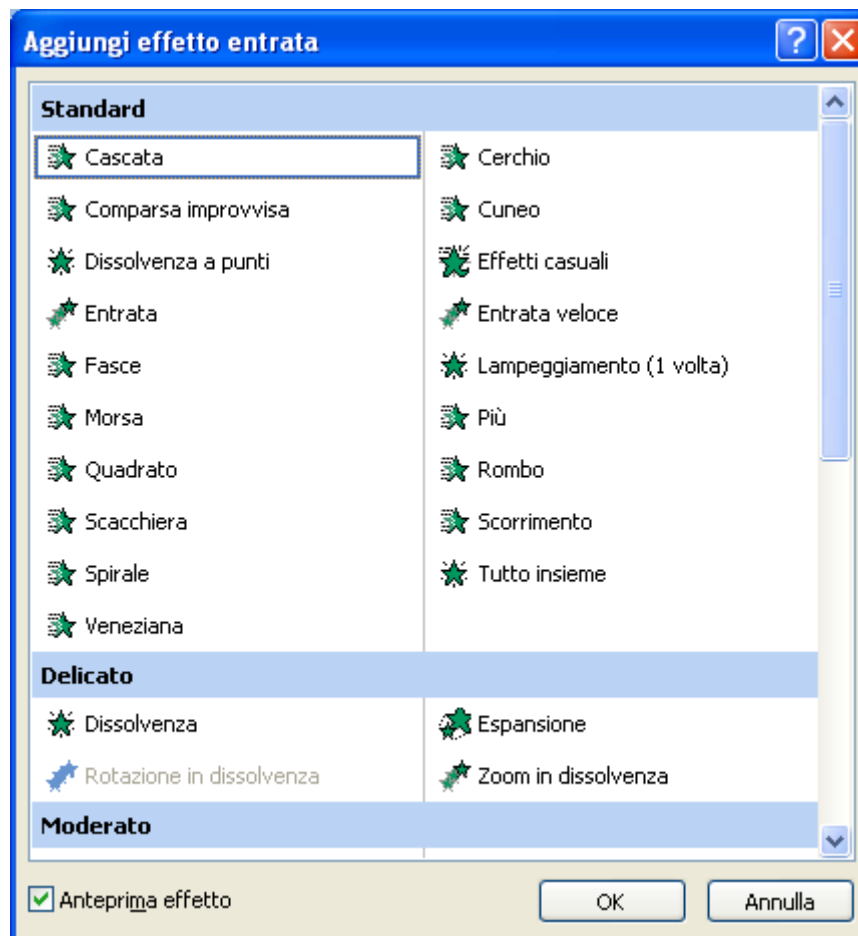 Aggiungi effetto entrata
Standard
Cascata Cerchio
Comparsa improvvisa Cuneo
Dissolvenza a punti Effetti casuali
Entrata Entrata veloce
Fasce Lampeggiamento (1 volta)
Morsa Più
Quadrato Rombo
Scacchiera Scorrimento
Spirale Tutto insieme
Veneziana
Delicato
Dissolvenza Espansione
Rotazione in dissolvenza Zoom in dissolvenza
Moderato
Anteprima effetto OK Annulla